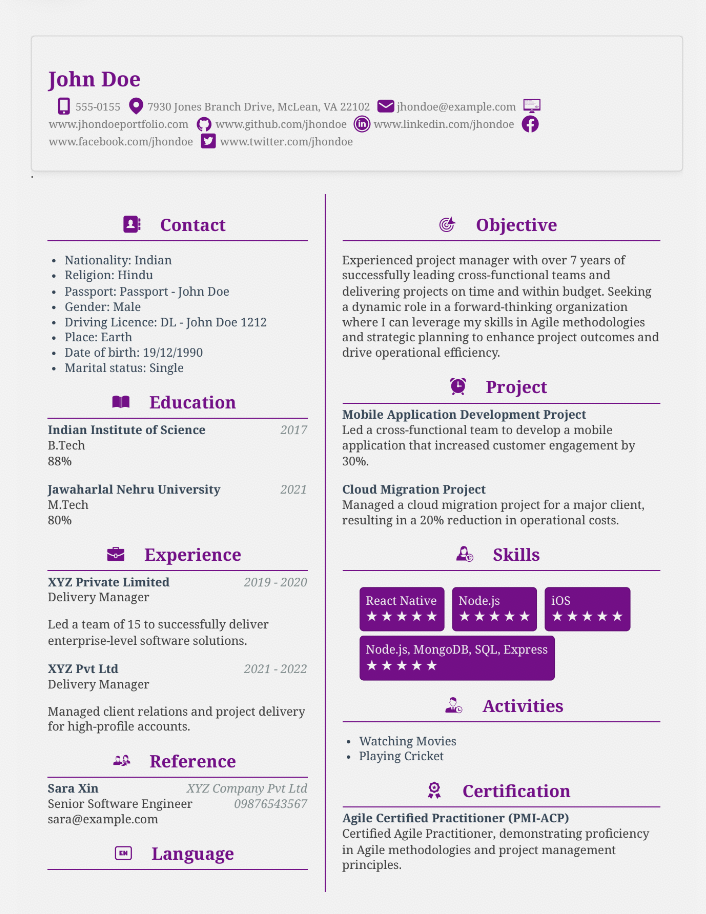 John Doe
555-0155 7930 Jones Branch Drive, McLean, VA 22102 jhondoe@example.com
www.jhondoeportfolio.com www.github.com/jhondoe www.linkedin.com/jhondoe
www.facebook.com/jhondoe www.twitter.com/jhondoe
.
Contact
• Nationality: Indian
• Religion: Hindu
• Passport: Passport - John Doe
• Gender: Male
• Driving Licence: DL - John Doe 1212
• Place: Earth
• Date of birth: 19/12/1990
• Marital status: Single
Education
Indian Institute of Science 2017
B.Tech
88%
Jawaharlal Nehru University 2021
M.Tech
80%
Experience
XYZ Private Limited 2019 - 2020
Delivery Manager
Led a team of 15 to successfully deliver
enterprise-level software solutions.
XYZ Pvt Ltd 2021 - 2022
Delivery Manager
Managed client relations and project delivery
for high-profile accounts.
Reference
Sara Xin XYZ Company Pvt Ltd
Senior Software Engineer 09876543567
sara@example.com
EN Language
Objective
Experienced project manager with over 7 years of
successfully leading cross-functional teams and
delivering projects on time and within budget. Seeking
a dynamic role in a forward-thinking organization
where I can leverage my skills in Agile methodologies
and strategic planning to enhance project outcomes and
drive operational efficiency.
Project
Mobile Application Development Project
Led a cross-functional team to develop a mobile
application that increased customer engagement by
30%.
Cloud Migration Project
Managed a cloud migration project for a major client,
resulting in a 20% reduction in operational costs.
Skills
React Native Node.js iOS
★★★★★ ★★★★★ ★★★★★
Node.js, MongoDB, SQL, Express
★★★★★
Activities
• Watching Movies
• Playing Cricket
Certification
Agile Certified Practitioner (PMI-ACP)
Certified Agile Practitioner, demonstrating proficiency
in Agile methodologies and project management
principles.